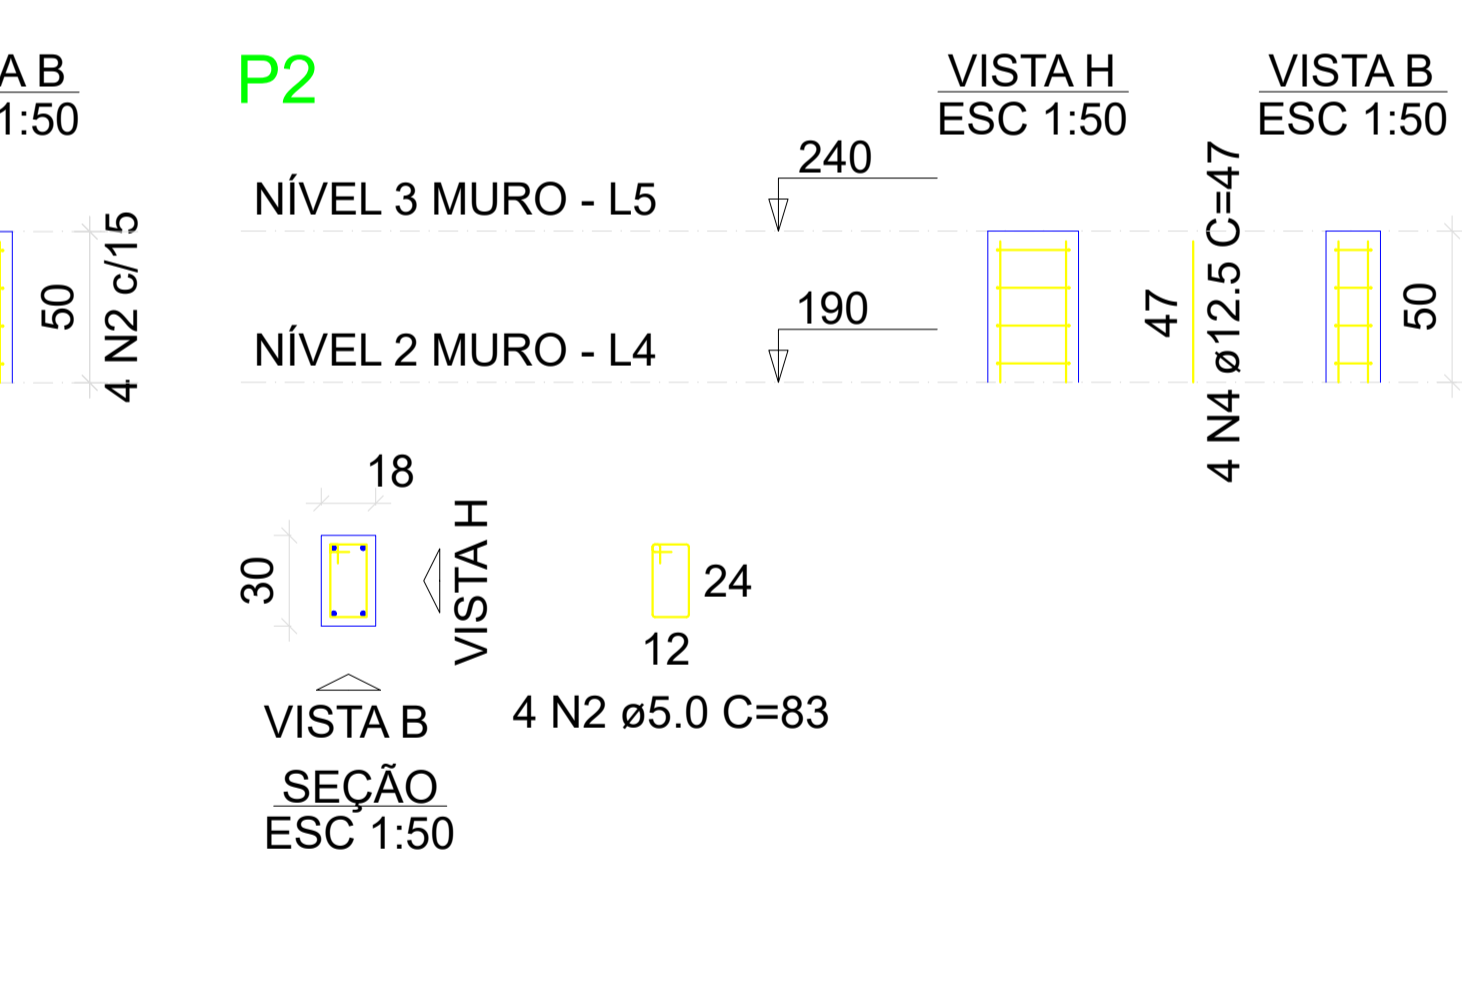 A B
1:50
50
4 N2 c/15
P2
NÍVEL 3 MURO - L5
240
NÍVEL 2 MURO - L4
190
VISTA H
ESC 1:50
47
4 N4 ø12.5 C=47
VISTA B
ESC 1:50
50
18
30
VISTA H
VISTA B
SEÇÃO
ESC 1:50
24
12
4 N2 ø5.0 C=83